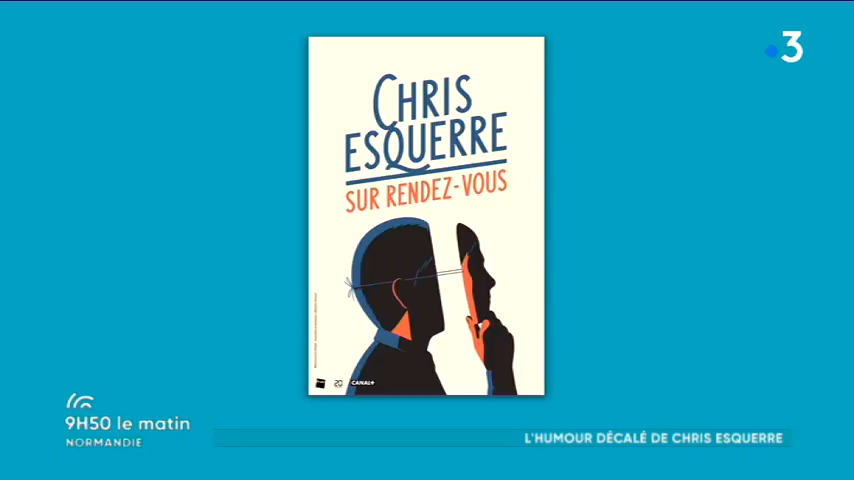 3
CHRIS
ESQUERRE
SUR RENDEZ-VOUS
CANAL+
9H50 le matin
NORMANDIE
L'HUMOUR DÉCALÉ DE CHRIS ESQUERRE